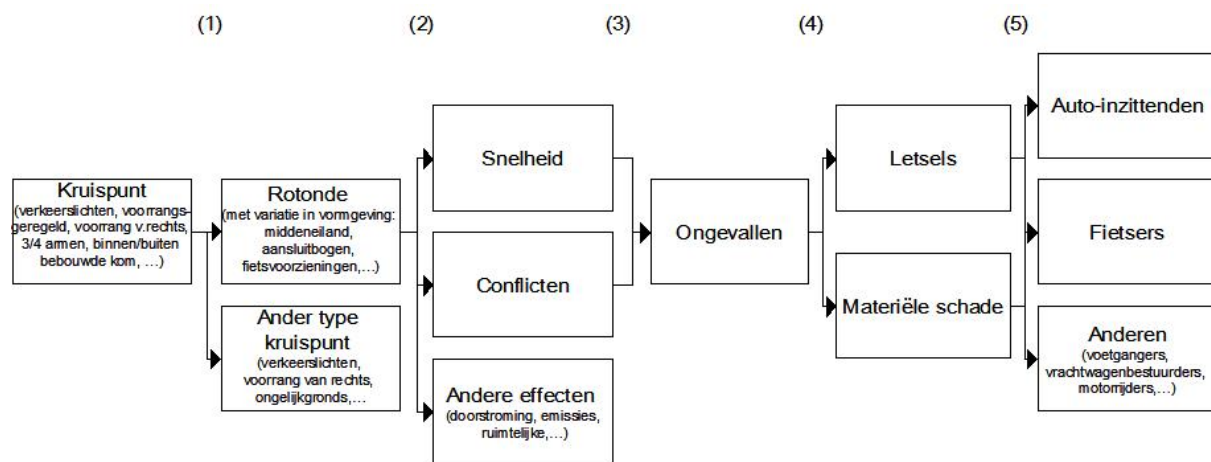 (1)
(2)
(3)
(4)
(5)
Kruispunt
(verkeerslichten, voorrangs-
geregeld, voorrang v.rechts,
3/4 armen, binnen/buiten
bebouwde kom, …)
Rotonde
(met variatie in vormgeving:
middeneiland,
aansluitbogen,
fietsvoorzieningen,…)
Ander type
kruispunt
(verkeerslichten,
voorrang van rechts,
ongelijkgronds,…
Snelheid
Conflicten
Andere effecten
(doorstroming, emissies,
ruimtelijke,…)
Ongevallen
Letsels
Materiële schade
Auto-inzittenden
Fietsers
Anderen
(voetgangers,
vrachtwagenbestuurders,
motorrijders,…)